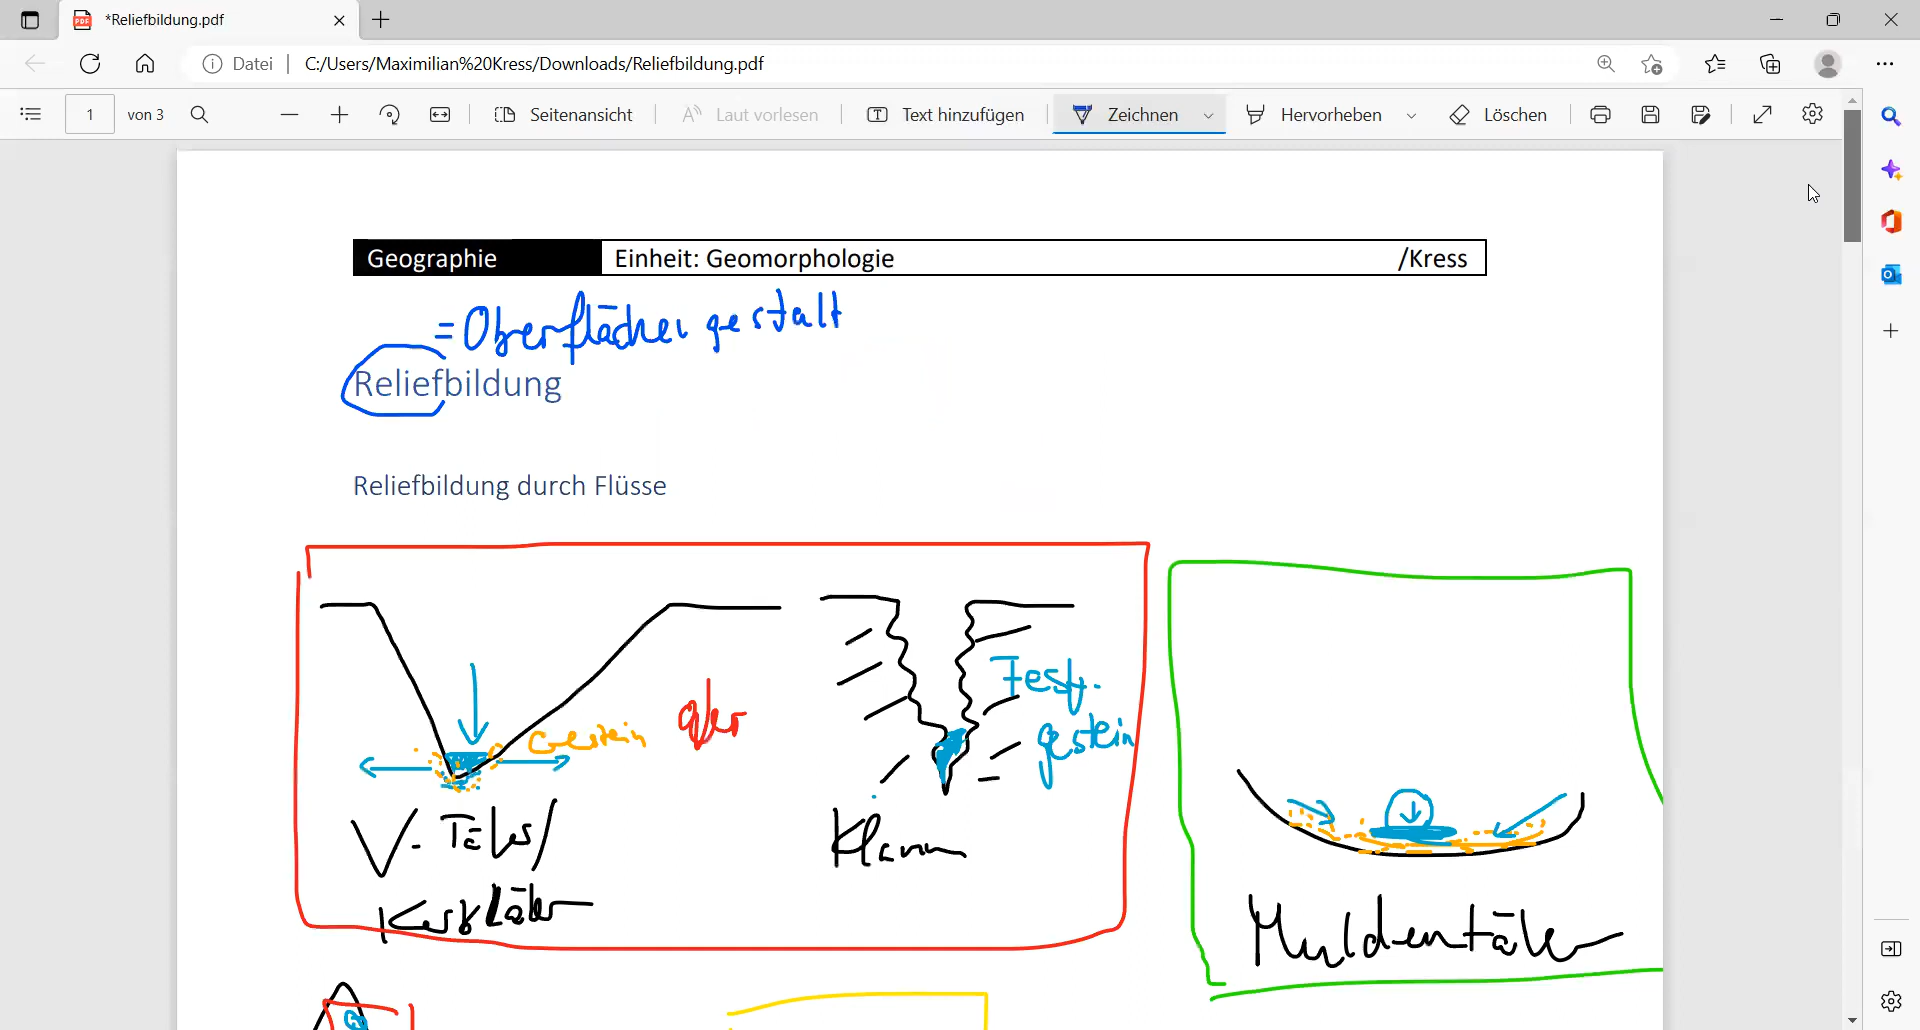 *Reliefbildung.pdf
Datei
C:/Users/Maximilian%20Kress/Downloads/Reliefbildung.pdf
1 von 3 Seitenansicht Laut vorlesen Text hinzufügen Zeichnen Hervorheben Löschen
Geographie Einheit: Geomorphologie /Kress
= Oberflächengestalt
Reliefbildung
Reliefbildung durch Flüsse
Fest-
Gestein
gestein
V-Täler/
Klamm
Kerbtäler
Muldentäler